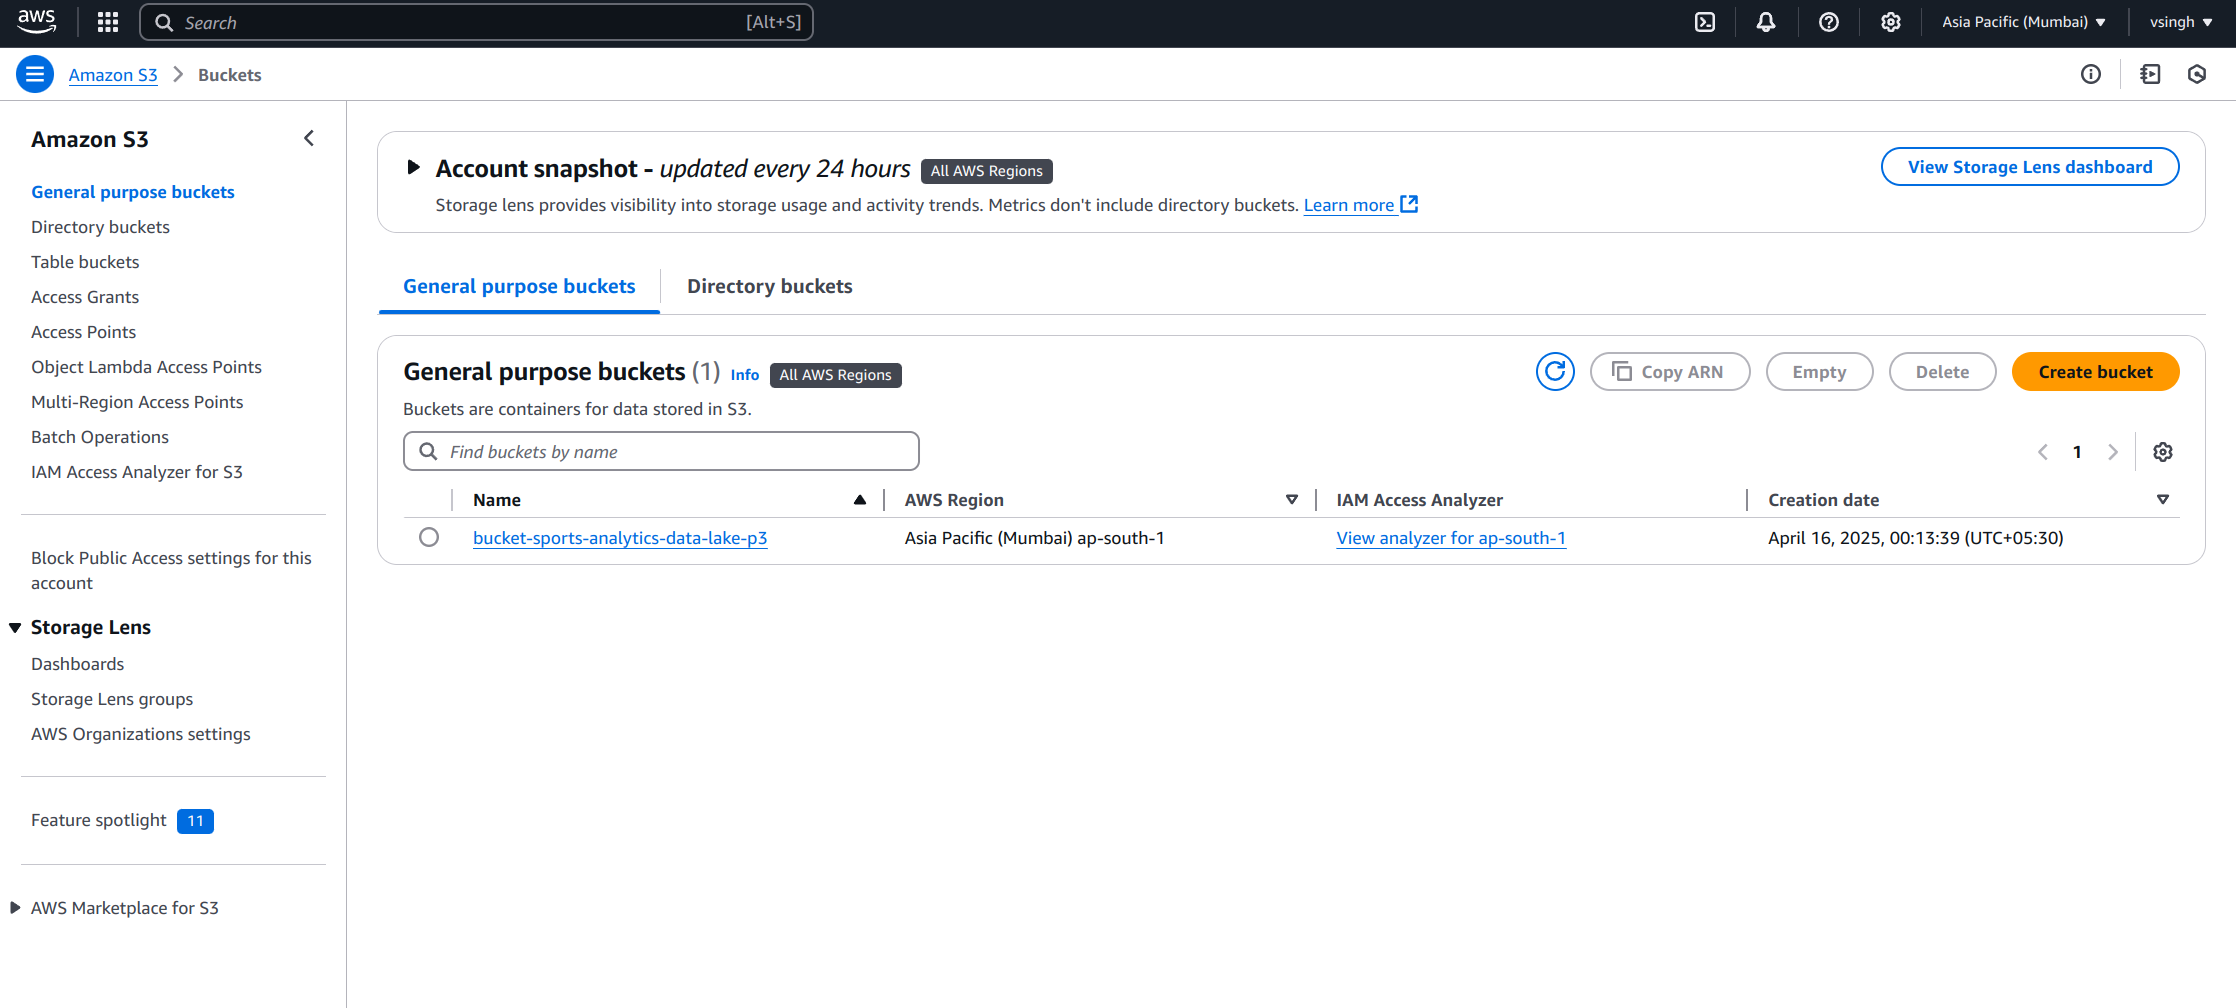 aws Search [Alt+S] Asia Pacific (Mumbai) vsingh
Amazon S3 Buckets
Amazon S3
General purpose buckets
Directory buckets
Table buckets
Access Grants
Access Points
Object Lambda Access Points
Multi-Region Access Points
Batch Operations
IAM Access Analyzer for S3
Block Public Access settings for this
account
Storage Lens
Dashboards
Storage Lens groups
AWS Organizations settings
Feature spotlight 11
AWS Marketplace for S3
Account snapshot - updated every 24 hours All AWS Regions View Storage Lens dashboard
Storage lens provides visibility into storage usage and activity trends. Metrics don't include directory buckets. Learn more
General purpose buckets Directory buckets
General purpose buckets (1) Info All AWS Regions Copy ARN Empty Delete Create bucket
Buckets are containers for data stored in S3.
Find buckets by name 1
Name AWS Region IAM Access Analyzer Creation date
bucket-sports-analytics-data-lake-p3 Asia Pacific (Mumbai) ap-south-1 View analyzer for ap-south-1 April 16, 2025, 00:13:39 (UTC+05:30)